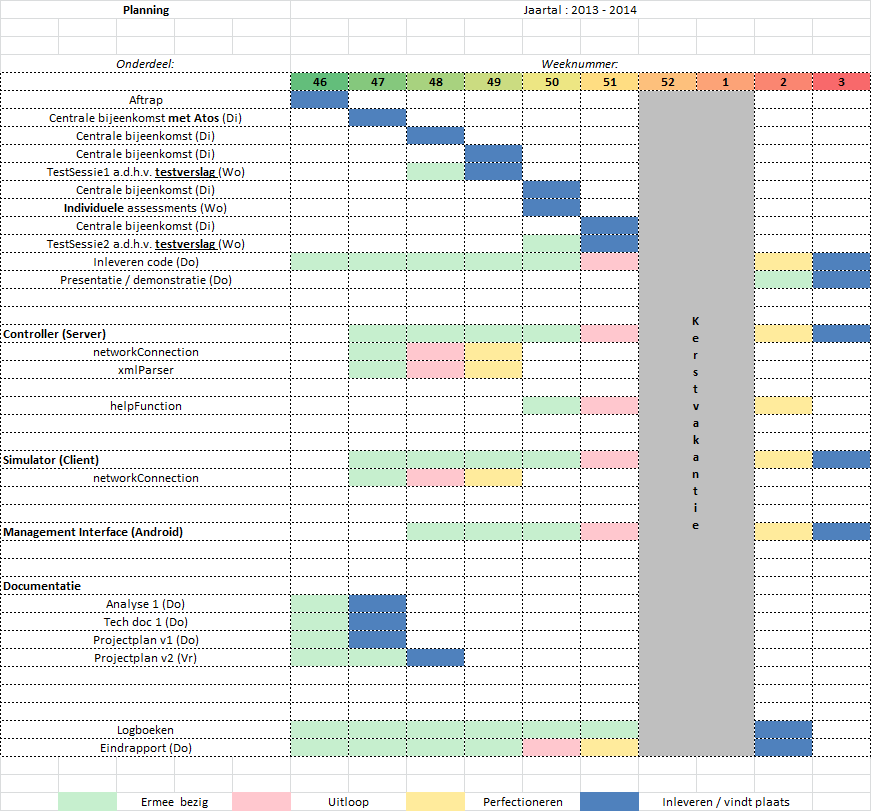 Planning Jaartal : 2013 - 2014
Onderdeel: Weeknummer:
46 47 48 49 50 51 52 1 2 3
Aftrap
Centrale bijeenkomst met Atos (Di)
Centrale bijeenkomst (Di)
Centrale bijeenkomst (Di)
TestSessie1 a.d.h.v. testverslag (Wo)
Centrale bijeenkomst (Di)
Individuele assessments (Wo)
Centrale bijeenkomst (Di)
TestSessie2 a.d.h.v. testverslag (Wo)
Inleveren code (Do)
Presentatie / demonstratie (Do)
Kerstvakantie
Controller (Server)
networkConnection
xmlParser
helpFunction
Simulator (Client)
networkConnection
Management Interface (Android)
Documentatie
Analyse 1 (Do)
Tech doc 1 (Do)
Projectplan v1 (Do)
Projectplan v2 (Vr)
Logboeken
Eindrapport (Do)
Ermee bezig Uitloop Perfectioneren Inleveren / vindt plaats